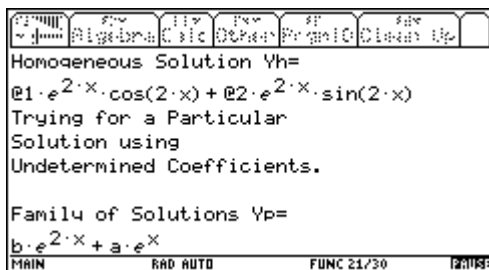 Algebra Calc Other PrgmIO Clean Up
Homogeneous Solution Yh=
@1·e^2·x·cos(2·x)+@2·e^2·x·sin(2·x)
Trying for a Particular
Solution using
Undetermined Coefficients.
Family of Solutions Yp=
b·e^2·x+a·e^x
MAIN RAD AUTO FUNC 21/30 PAUSE